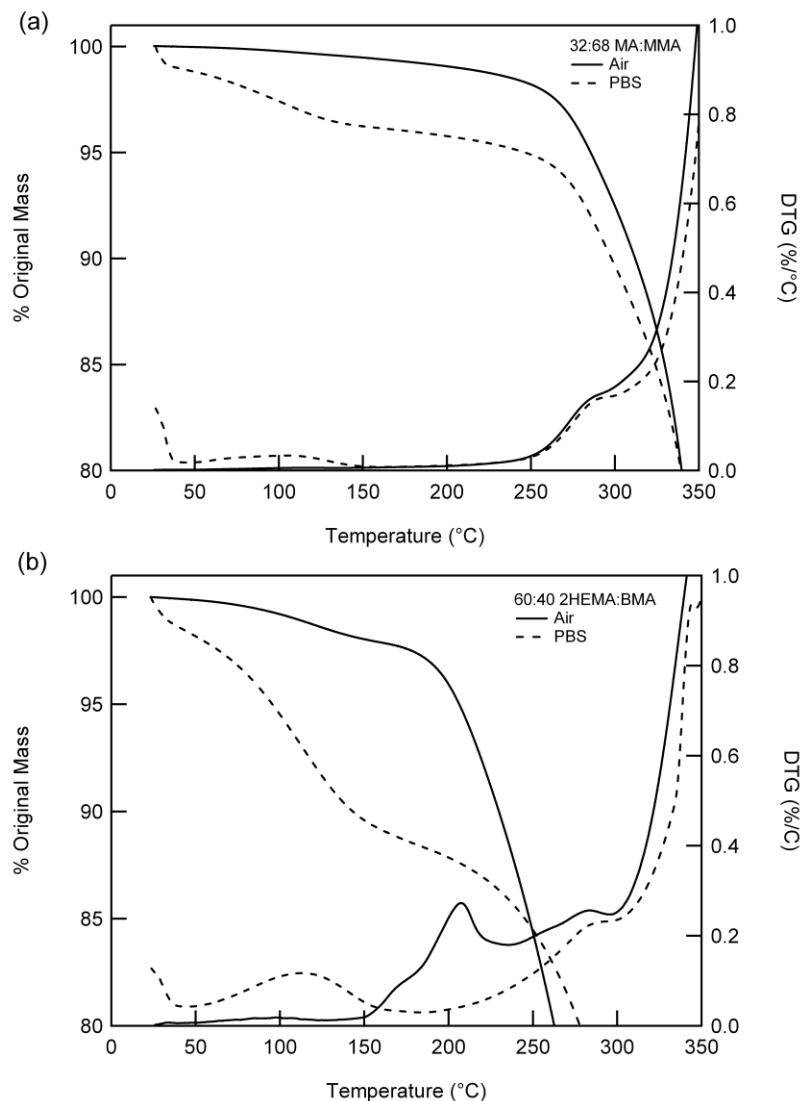 (a)
32:68 MA:MMA
Air
PBS
100
95
90
85
80
% Original Mass
1.0
0.8
0.6
0.4
0.2
0.0
DTG (%/°C)
0 50 100 150 200 250 300 350
Temperature (°C)
(b)
60:40 2HEMA:BMA
Air
PBS
100
95
90
85
80
% Original Mass
1.0
0.8
0.6
0.4
0.2
0.0
DTG (%/C)
0 50 100 150 200 250 300 350
Temperature (°C)